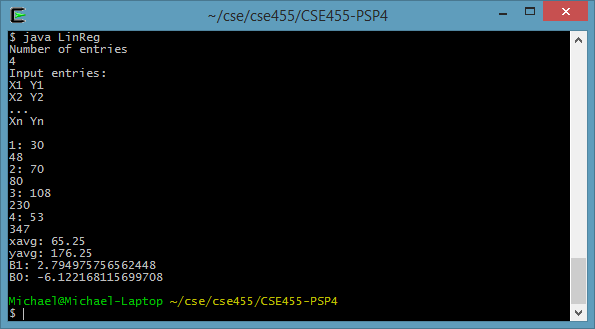 ~/cse/cse455/CSE455-PSP4
$ java LinReg
Number of entries
4
Input entries:
X1 Y1
X2 Y2
...
Xn Yn
1: 30
48
2: 70
80
3: 108
230
4: 53
347
xavg: 65.25
yavg: 176.25
B1: 2.794975756562448
B0: -6.122168115699708
Michael@Michael-Laptop ~/cse/cse455/CSE455-PSP4
$